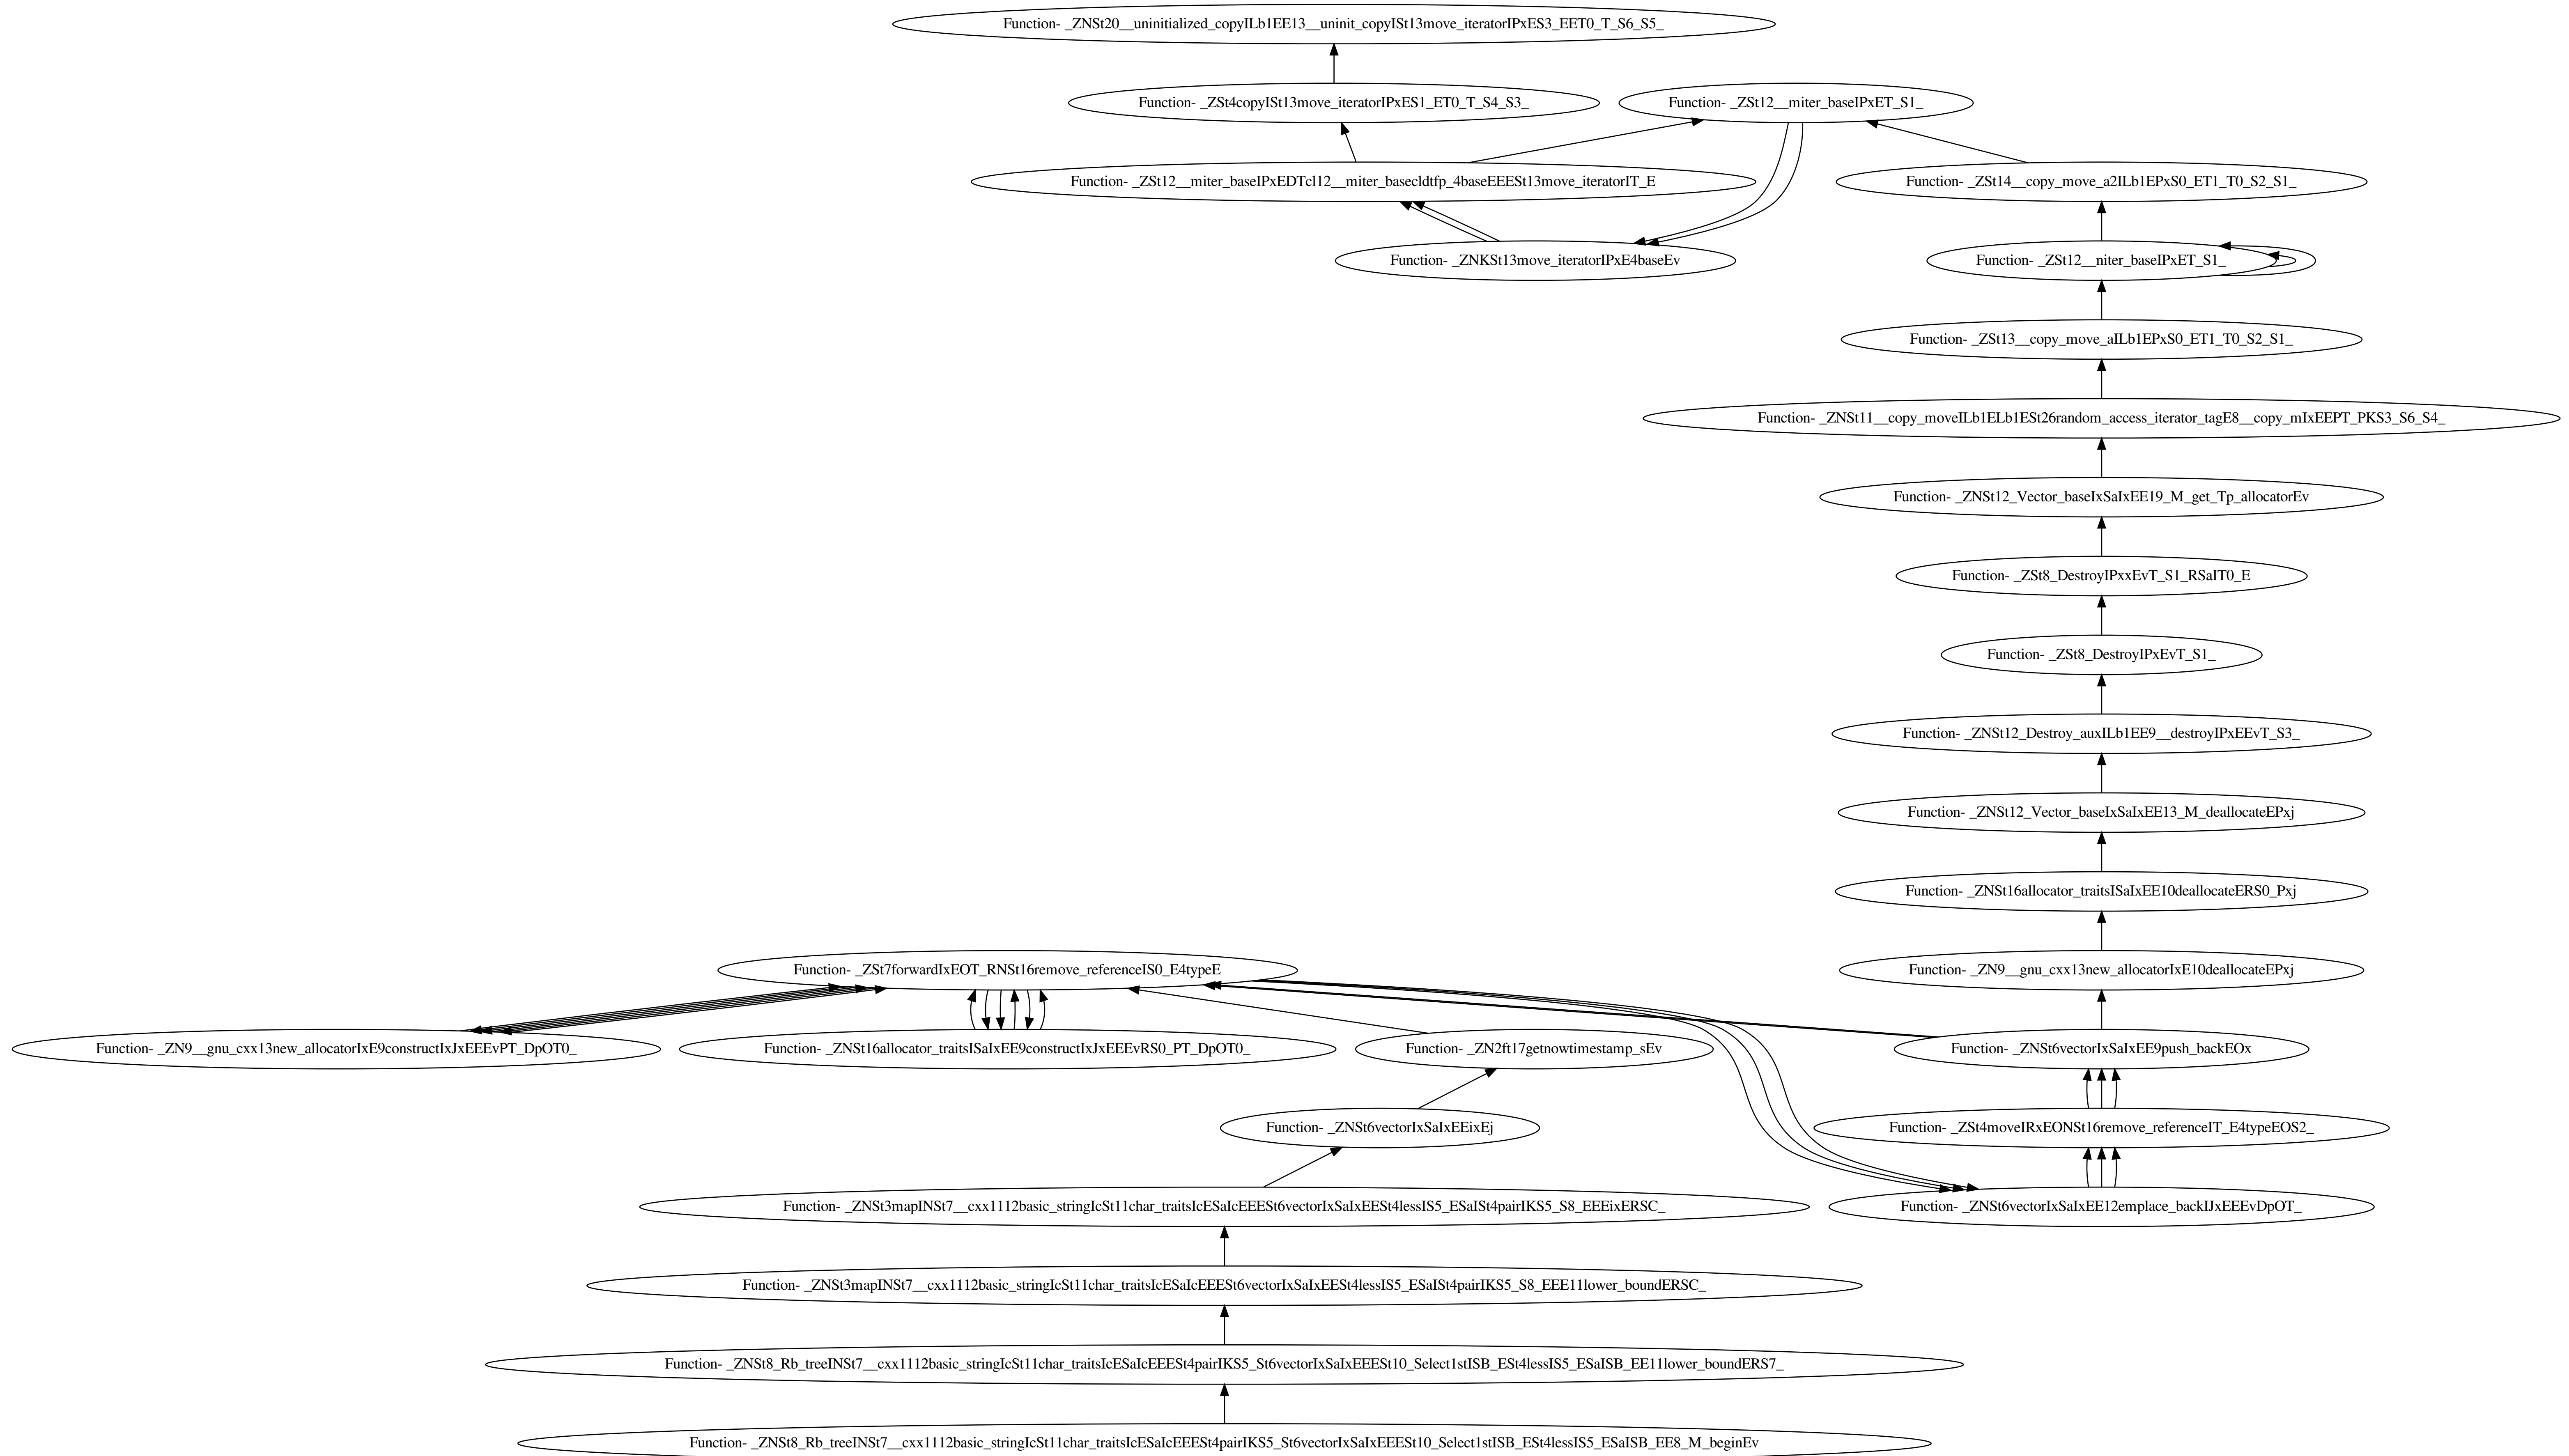 Function- _ZNSt20__uninitialized_copyILb1EE13__uninit_copyISt13move_iteratorIPxES3_EET0_T_S6_S5_
Function- _ZSt4copyISt13move_iteratorIPxES1_ET0_T_S4_S3_
Function- _ZSt12__miter_baseIPxET_S1_
Function- _ZSt12__miter_baseIPxEDTcl12__miter_basecldtfp_4baseEEESt13move_iteratorIT_E
Function- _ZSt14__copy_move_a2ILb1EPxS0_ET1_T0_S2_S1_
Function- _ZNKSt13move_iteratorIPxE4baseEv
Function- _ZSt12__niter_baseIPxET_S1_
Function- _ZSt13__copy_move_aILb1EPxS0_ET1_T0_S2_S1_
Function- _ZNSt11__copy_moveILb1ELb1ESt26random_access_iterator_tagE8__copy_mIxEEPT_PKS3_S6_S4_
Function- _ZNSt12_Vector_baseIxSaIxEE19_M_get_Tp_allocatorEv
Function- _ZSt8_DestroyIPxxEvT_S1_RSaIT0_E
Function- _ZSt8_DestroyIPxEvT_S1_
Function- _ZNSt12_Destroy_auxILb1EE9__destroyIPxEEvT_S3_
Function- _ZNSt12_Vector_baseIxSaIxEE13_M_deallocateEPxj
Function- _ZNSt16allocator_traitsISaIxEE10deallocateERS0_Pxj
Function- _ZSt7forwardIxEOT_RNSt16remove_referenceIS0_E4typeE
Function- _ZN9__gnu_cxx13new_allocatorIxE10deallocateEPxj
Function- _ZN9__gnu_cxx13new_allocatorIxE9constructIxJxEEEvPT_DpOT0_
Function- _ZNSt16allocator_traitsISaIxEE9constructIxJxEEEvRS0_PT_DpOT0_
Function- _ZN2ft17getnowtimestamp_sEv
Function- _ZNSt6vectorIxSaIxEE9push_backEOx
Function- _ZNSt6vectorIxSaIxEEixEj
Function- _ZSt4moveIRxEONSt16remove_referenceIT_E4typeEOS2_
Function- _ZNSt3mapINSt7__cxx1112basic_stringIcSt11char_traitsIcESaIcEEESt6vectorIxSaIxEESt4lessIS5_ESaISt4pairIKS5_S8_EEEixERSC_
Function- _ZNSt6vectorIxSaIxEE12emplace_backIJxEEEvDpOT_
Function- _ZNSt3mapINSt7__cxx1112basic_stringIcSt11char_traitsIcESaIcEEESt6vectorIxSaIxEESt4lessIS5_ESaISt4pairIKS5_S8_EEE11lower_boundERSC_
Function- _ZNSt8_Rb_treeINSt7__cxx1112basic_stringIcSt11char_traitsIcESaIcEEESt4pairIKS5_St6vectorIxSaIxEEESt10_Select1stISB_ESt4lessIS5_ESaISB_EE11lower_boundERS7_
Function- _ZNSt8_Rb_treeINSt7__cxx1112basic_stringIcSt11char_traitsIcESaIcEEESt4pairIKS5_St6vectorIxSaIxEEESt10_Select1stISB_ESt4lessIS5_ESaISB_EE8_M_beginEv